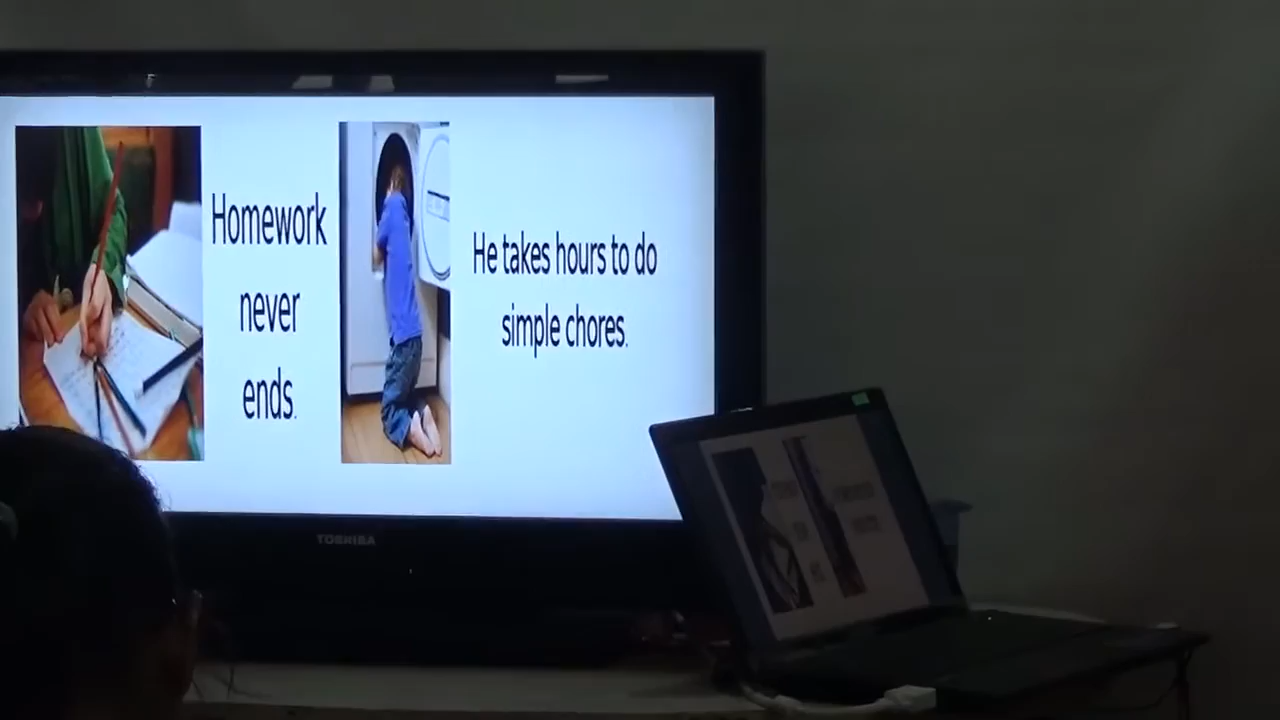 Homework
never
ends.
He takes hours to do
simple chores.
TOSHIBA